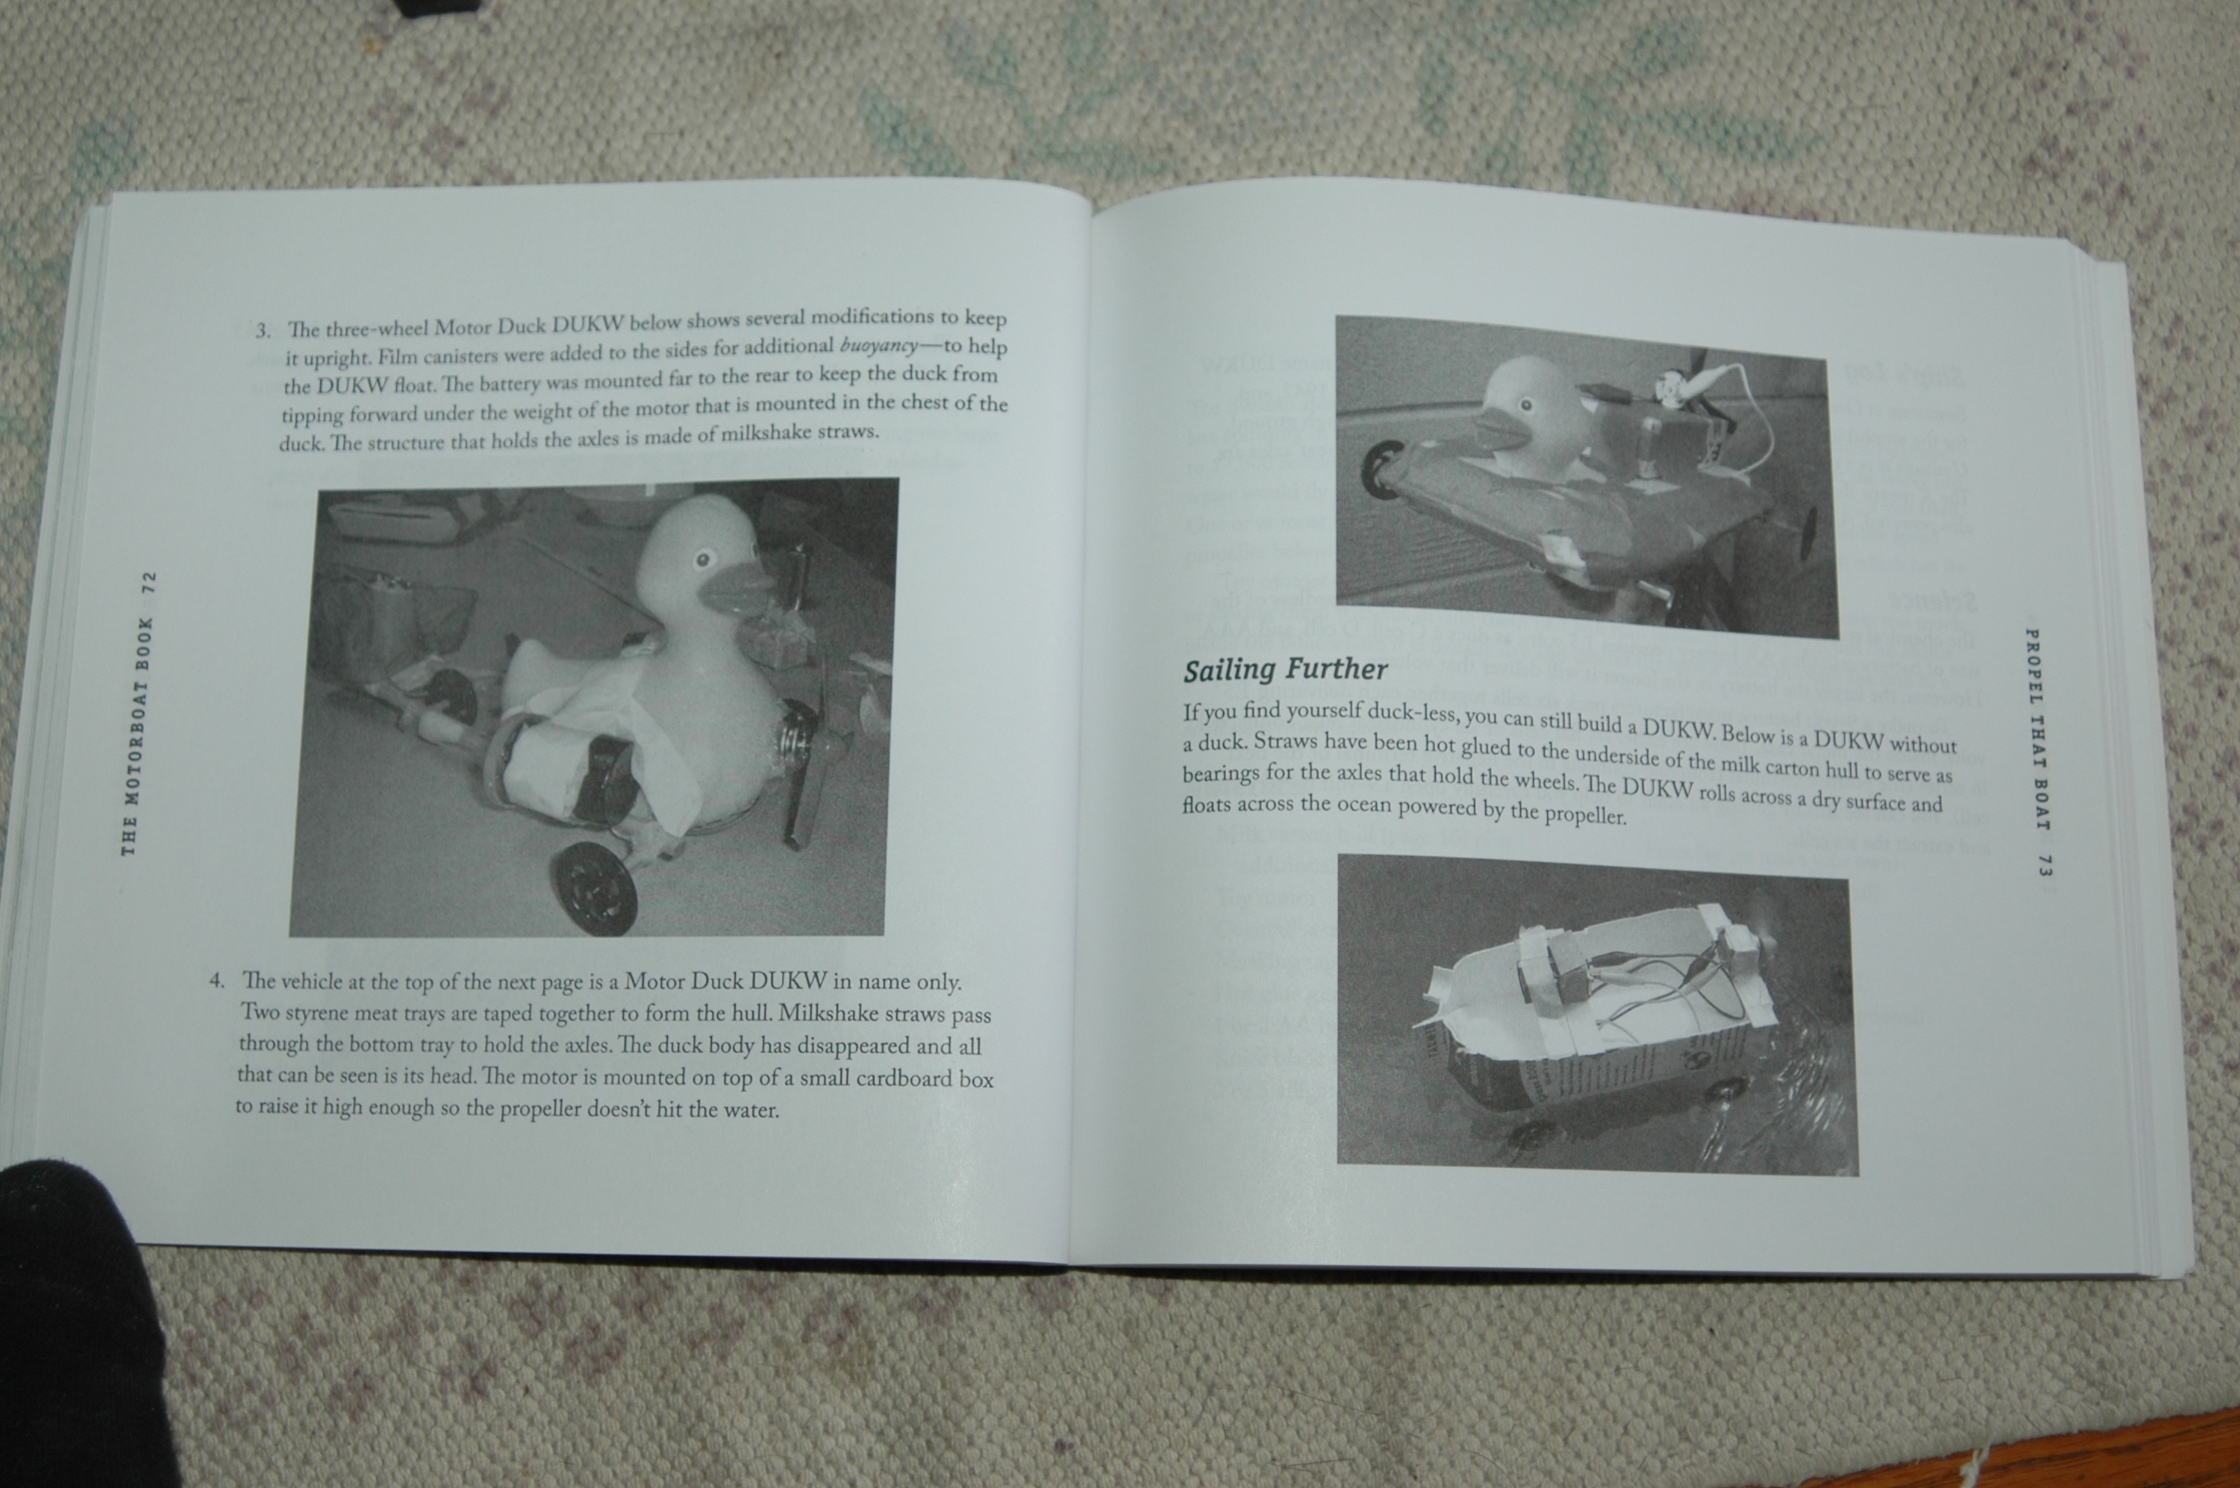 THE MOTORBOAT BOOK 72
3. The three-wheel Motor Duck DUKW below shows several modifications to keep
it upright. Film canisters were added to the sides for additional buoyancy—to help
the DUKW float. The battery was mounted far to the rear to keep the duck from
tipping forward under the weight of the motor that is mounted in the chest of the
duck. The structure that holds the axles is made of milkshake straws.
4. The vehicle at the top of the next page is a Motor Duck DUKW in name only.
Two styrene meat trays are taped together to form the hull. Milkshake straws pass
through the bottom tray to hold the axles. The duck body has disappeared and all
that can be seen is its head. The motor is mounted on top of a small cardboard box
to raise it high enough so the propeller doesn't hit the water.
Sailing Further
If you find yourself duck-less, you can still build a DUKW. Below is a DUKW without
a duck. Straws have been hot glued to the underside of the milk carton hull to serve as
bearings for the axles that hold the wheels. The DUKW rolls across a dry surface and
floats across the ocean powered by the propeller.
PROPEL THAT BOAT 73